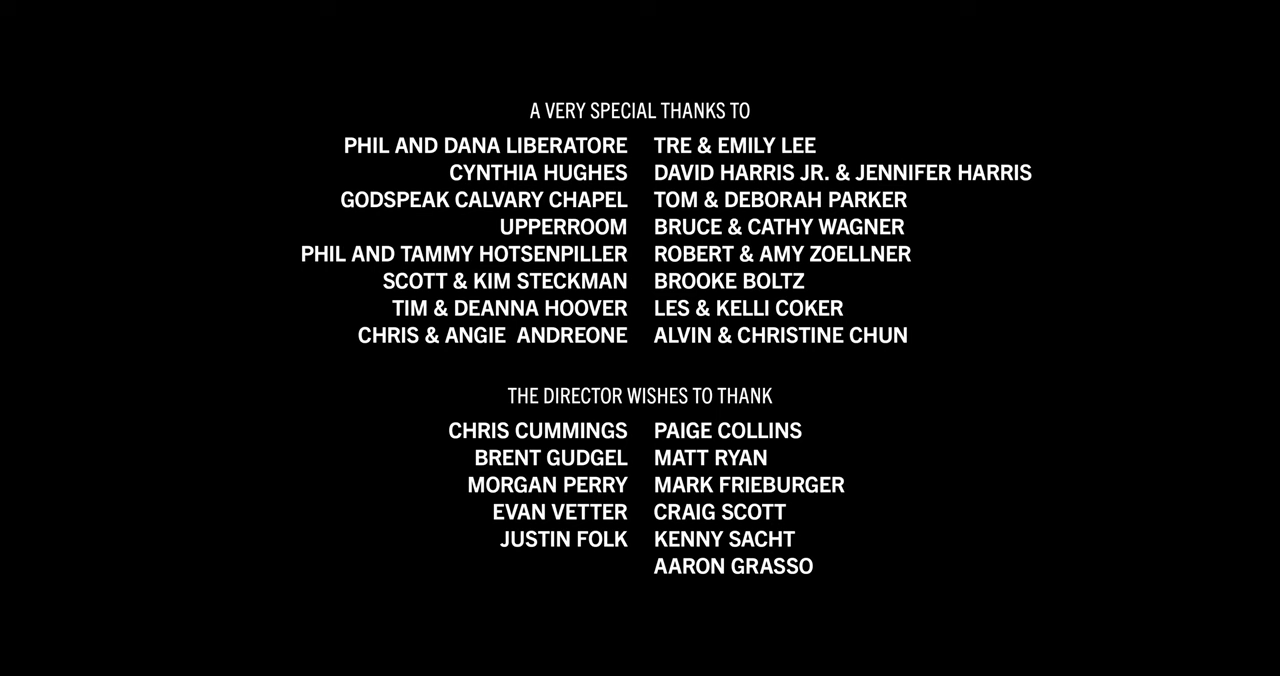 A VERY SPECIAL THANKS TO
PHIL AND DANA LIBERATORE TRE & EMILY LEE
CYNTHIA HUGHES DAVID HARRIS JR. & JENNIFER HARRIS
GODSPEAK CALVARY CHAPEL TOM & DEBORAH PARKER
UPPERROOM BRUCE & CATHY WAGNER
PHIL AND TAMMY HOTSENPILLER ROBERT & AMY ZOELLNER
SCOTT & KIM STECKMAN BROOKE BOLTZ
TIM & DEANNA HOOVER LES & KELLI COKER
CHRIS & ANGIE  ANDREONE ALVIN & CHRISTINE CHUN
THE DIRECTOR WISHES TO THANK
CHRIS CUMMINGS PAIGE COLLINS
BRENT GUDGEL MATT RYAN
MORGAN PERRY MARK FRIEBURGER
EVAN VETTER CRAIG SCOTT
JUSTIN FOLK KENNY SACHT
AARON GRASSO